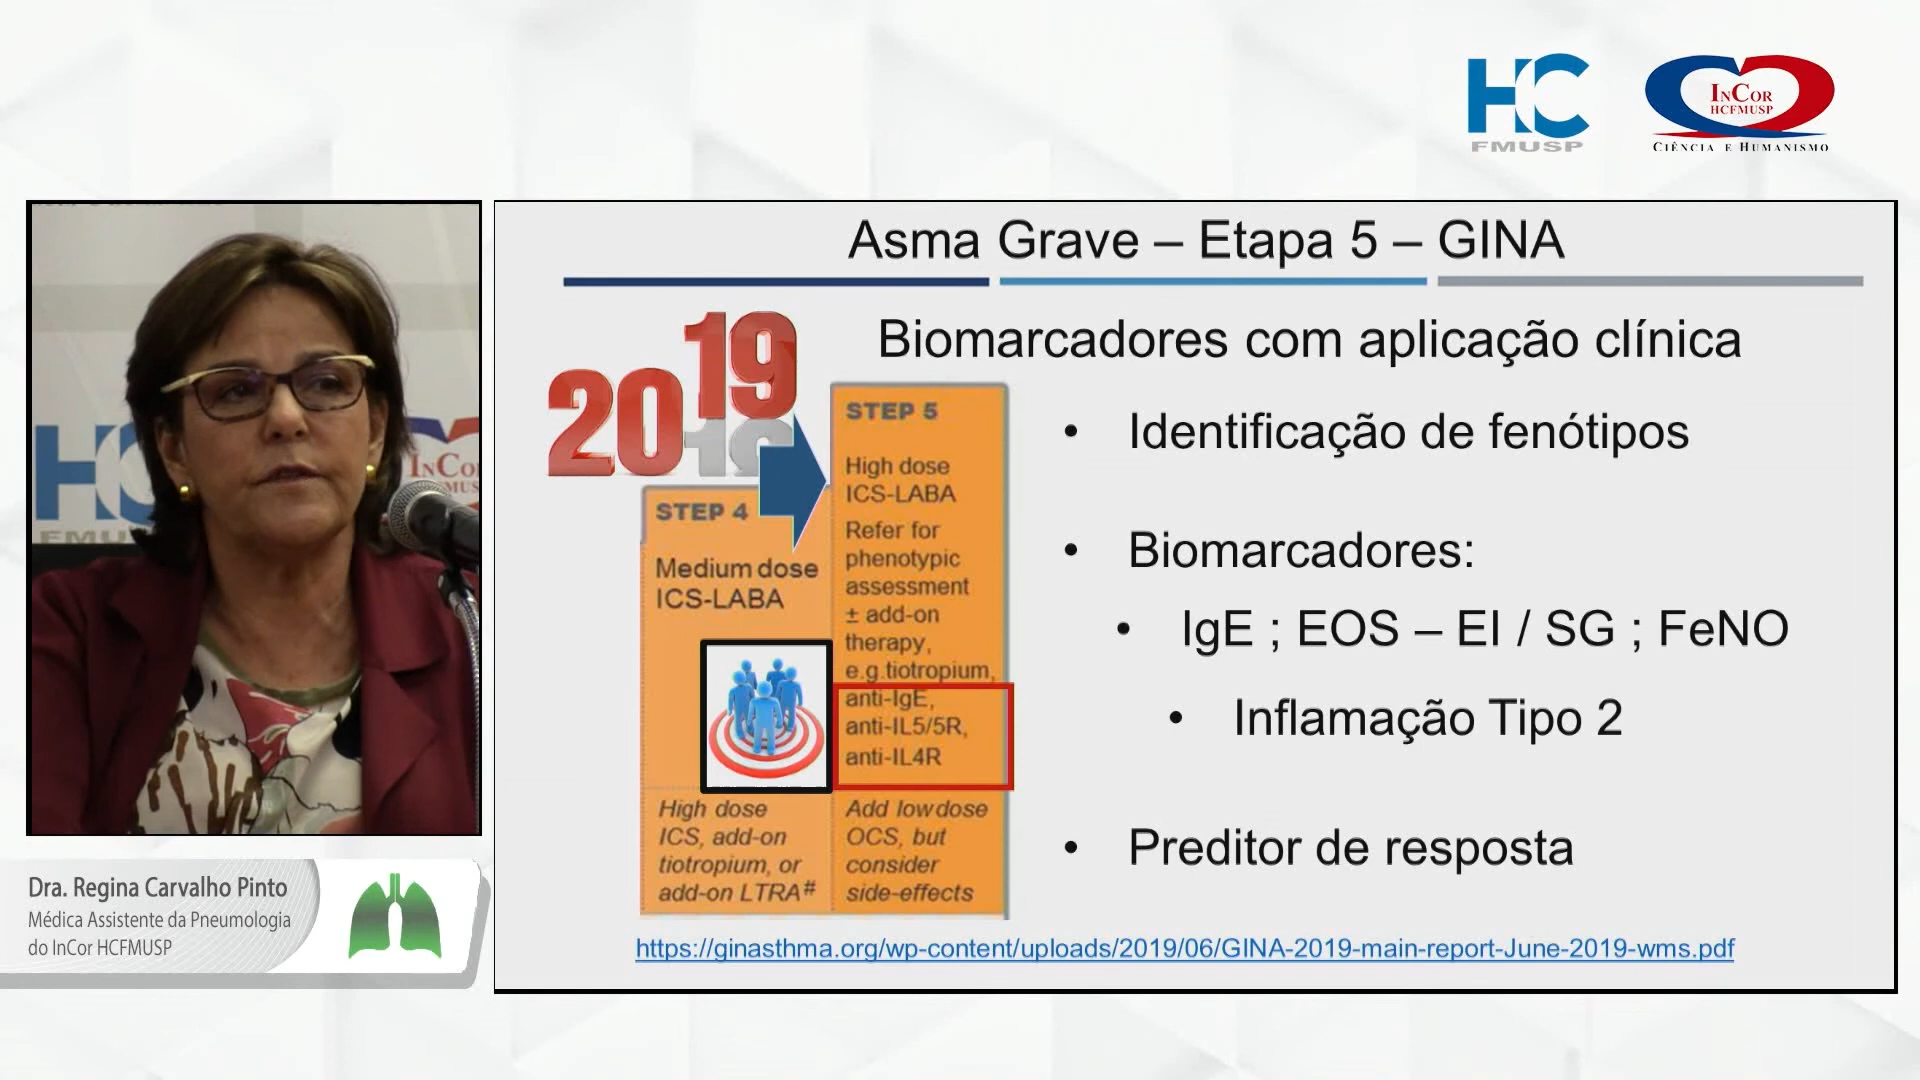 HC
FMUSP
InCor
HCFMUSP
Ciência e Humanismo
Asma Grave – Etapa 5 – GINA
2019
Biomarcadores com aplicação clínica
STEP 5
High dose
ICS-LABA
Refer for
phenotypic
assessment
± add-on
therapy,
e.g.tiotropium,
anti-IgE,
anti-IL5/5R,
anti-IL4R
Add low dose
OCS, but
consider
side-effects
STEP 4
Medium dose
ICS-LABA
High dose
ICS, add-on
tiotropium, or
add-on LTRA#
• Identificação de fenótipos
• Biomarcadores:
• IgE ; EOS – EI / SG ; FeNO
• Inflamação Tipo 2
• Preditor de resposta
https://ginasthma.org/wp-content/uploads/2019/06/GINA-2019-main-report-June-2019-wms.pdf
HC
FMUSP
Dra. Regina Carvalho Pinto
Médica Assistente da Pneumologia
do InCor HCFMUSP